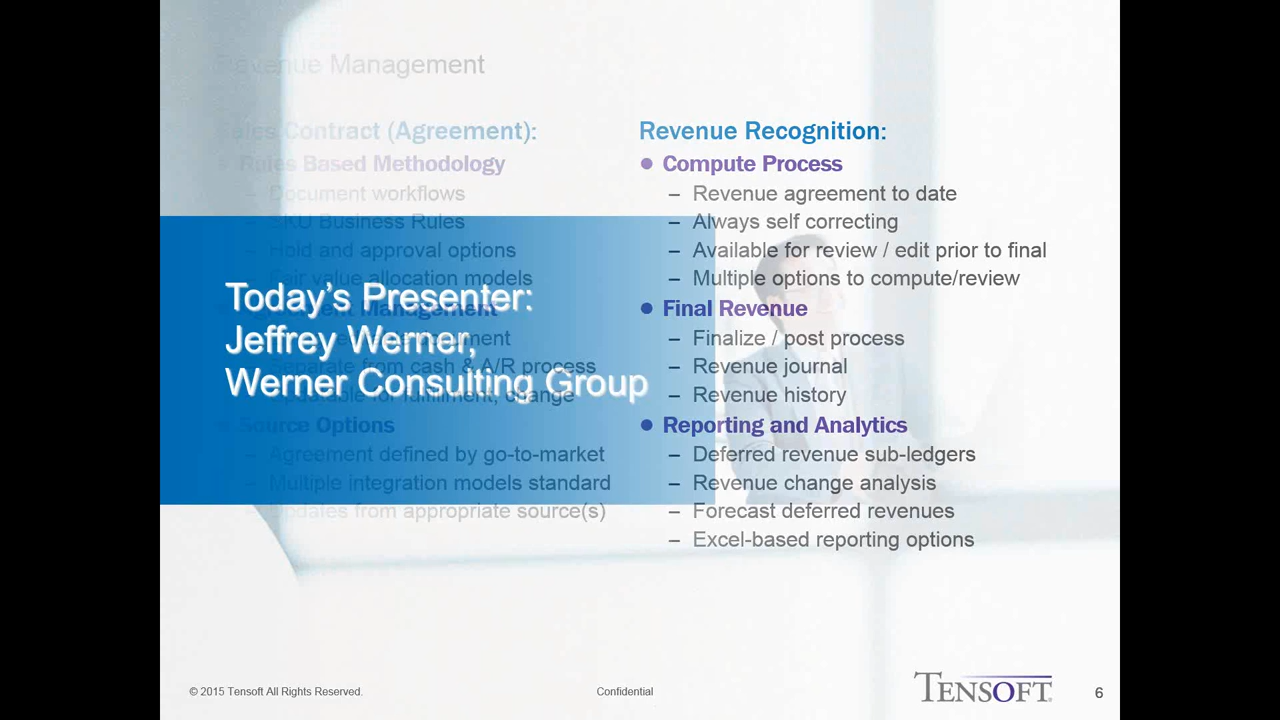 Revenue Management
Sales Contract (Agreement):
● Rules Based Methodology
– Document workflows
– SKU Business Rules
– Hold and approval options
– Fair value allocation models
Today's Presenter:
Jeffrey Werner,
Werner Consulting Group
Management
Separate from cash & A/R process
fulfillment, change
● Source Options
– Agreement defined by go-to-market
– Multiple integration models standard
– Updates from appropriate source(s)
Revenue Recognition:
● Compute Process
– Revenue agreement to date
– Always self correcting
– Available for review / edit prior to final
– Multiple options to compute/review
● Final Revenue
– Finalize / post process
– Revenue journal
– Revenue history
● Reporting and Analytics
– Deferred revenue sub-ledgers
– Revenue change analysis
– Forecast deferred revenues
– Excel-based reporting options
© 2015 Tensoft All Rights Reserved.
Confidential
TENSOFT
6